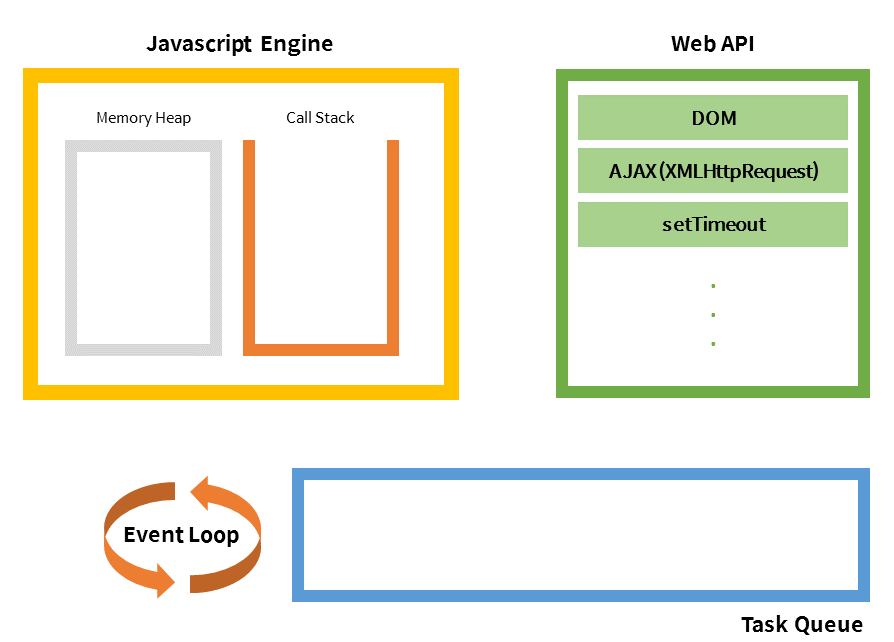 Javascript Engine
Web API
Memory Heap
Call Stack
DOM
AJAX(XMLHttpRequest)
setTimeout
.
.
.
Event Loop
Task Queue